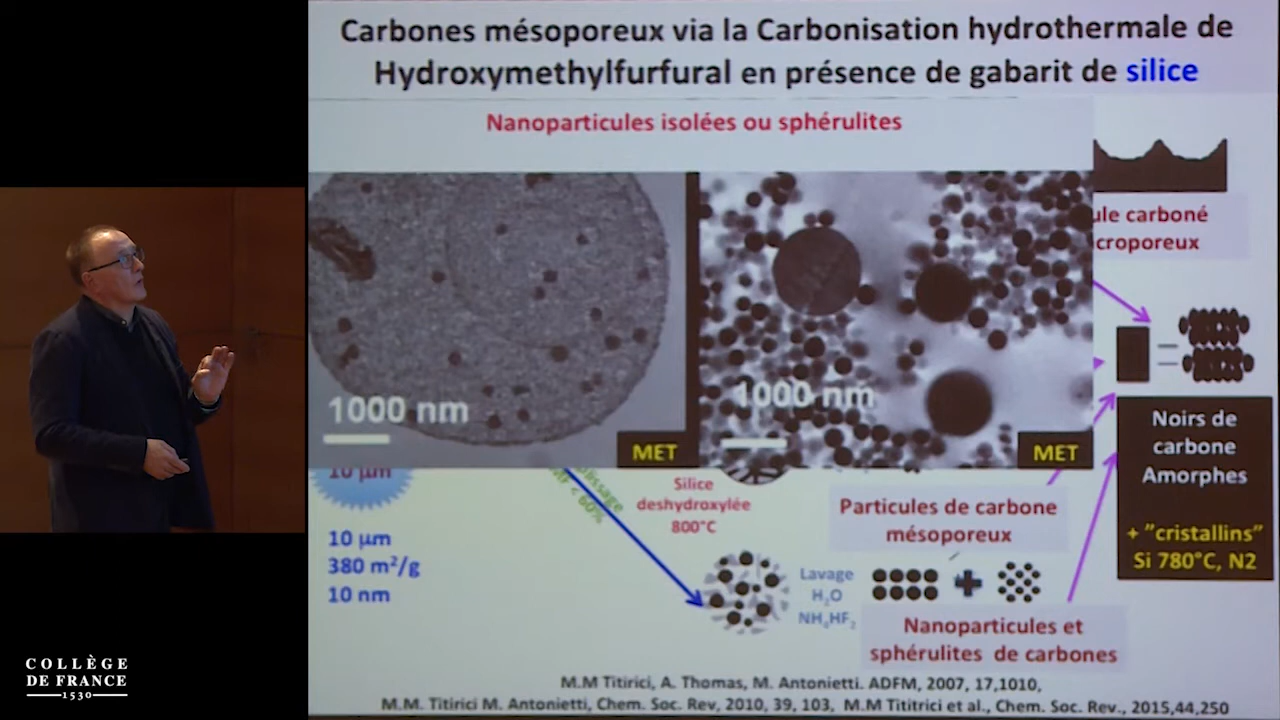 Carbones mésoporeux via la Carbonisation hydrothermale de
Hydroxymethylfurfural en présence de gabarit de silice
Nanoparticules isolées ou sphérulites
ule carboné
croporeux
1000 nm
MET
1000 nm
MET
10 µm
10 µm
380 m²/g
10 nm
< 60%
Silice
deshydroxylée
800°C
Particules de carbone
mésoporeux
Noirs de
carbone
Amorphes
+ "cristallins"
Si 780°C, N2
Lavage
H₂O
NH₄HF₂
Nanoparticules et
sphérulites de carbones
M.M Titirici, A. Thomas, M. Antonietti. ADFM, 2007, 17,1010,
M.M. Titirici M. Antonietti, Chem. Soc. Rev, 2010, 39, 103, M.M Tititrici et al., Chem. Soc. Rev., 2015,44,250
COLLÈGE
DE FRANCE
1530